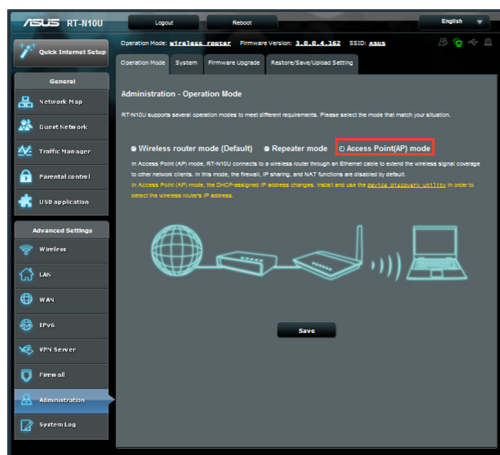 ASUS RT-N10U Logout Reboot English
Operation Mode: wireless router Firmware Version: 3.0.0.4.162 SSID: ASUS
Quick Internet Setup
Operation Mode System Firmware Upgrade Restore/Save/Upload Setting
General
Network Map
Guest Network
Traffic Manager
Parental control
USB application
Advanced Settings
Wireless
LAN
WAN
IPv6
VPN Server
Firewall
Administration
System Log
Administration - Operation Mode
RT-N10U supports several operation modes to meet different requirements. Please select the mode that match your situation.
Wireless router mode (Default) Repeater mode Access Point(AP) mode
In Access Point (AP) mode, RT-N10U connects to a wireless router through an Ethernet cable to extend the wireless signal coverage
to other network clients. In this mode, the firewall, IP sharing, and NAT functions are disabled by default.
In Access Point (AP) mode, the DHCP-assigned IP address changes. Install and use the device discovery utility in order to
detect the wireless router's IP address.
Save